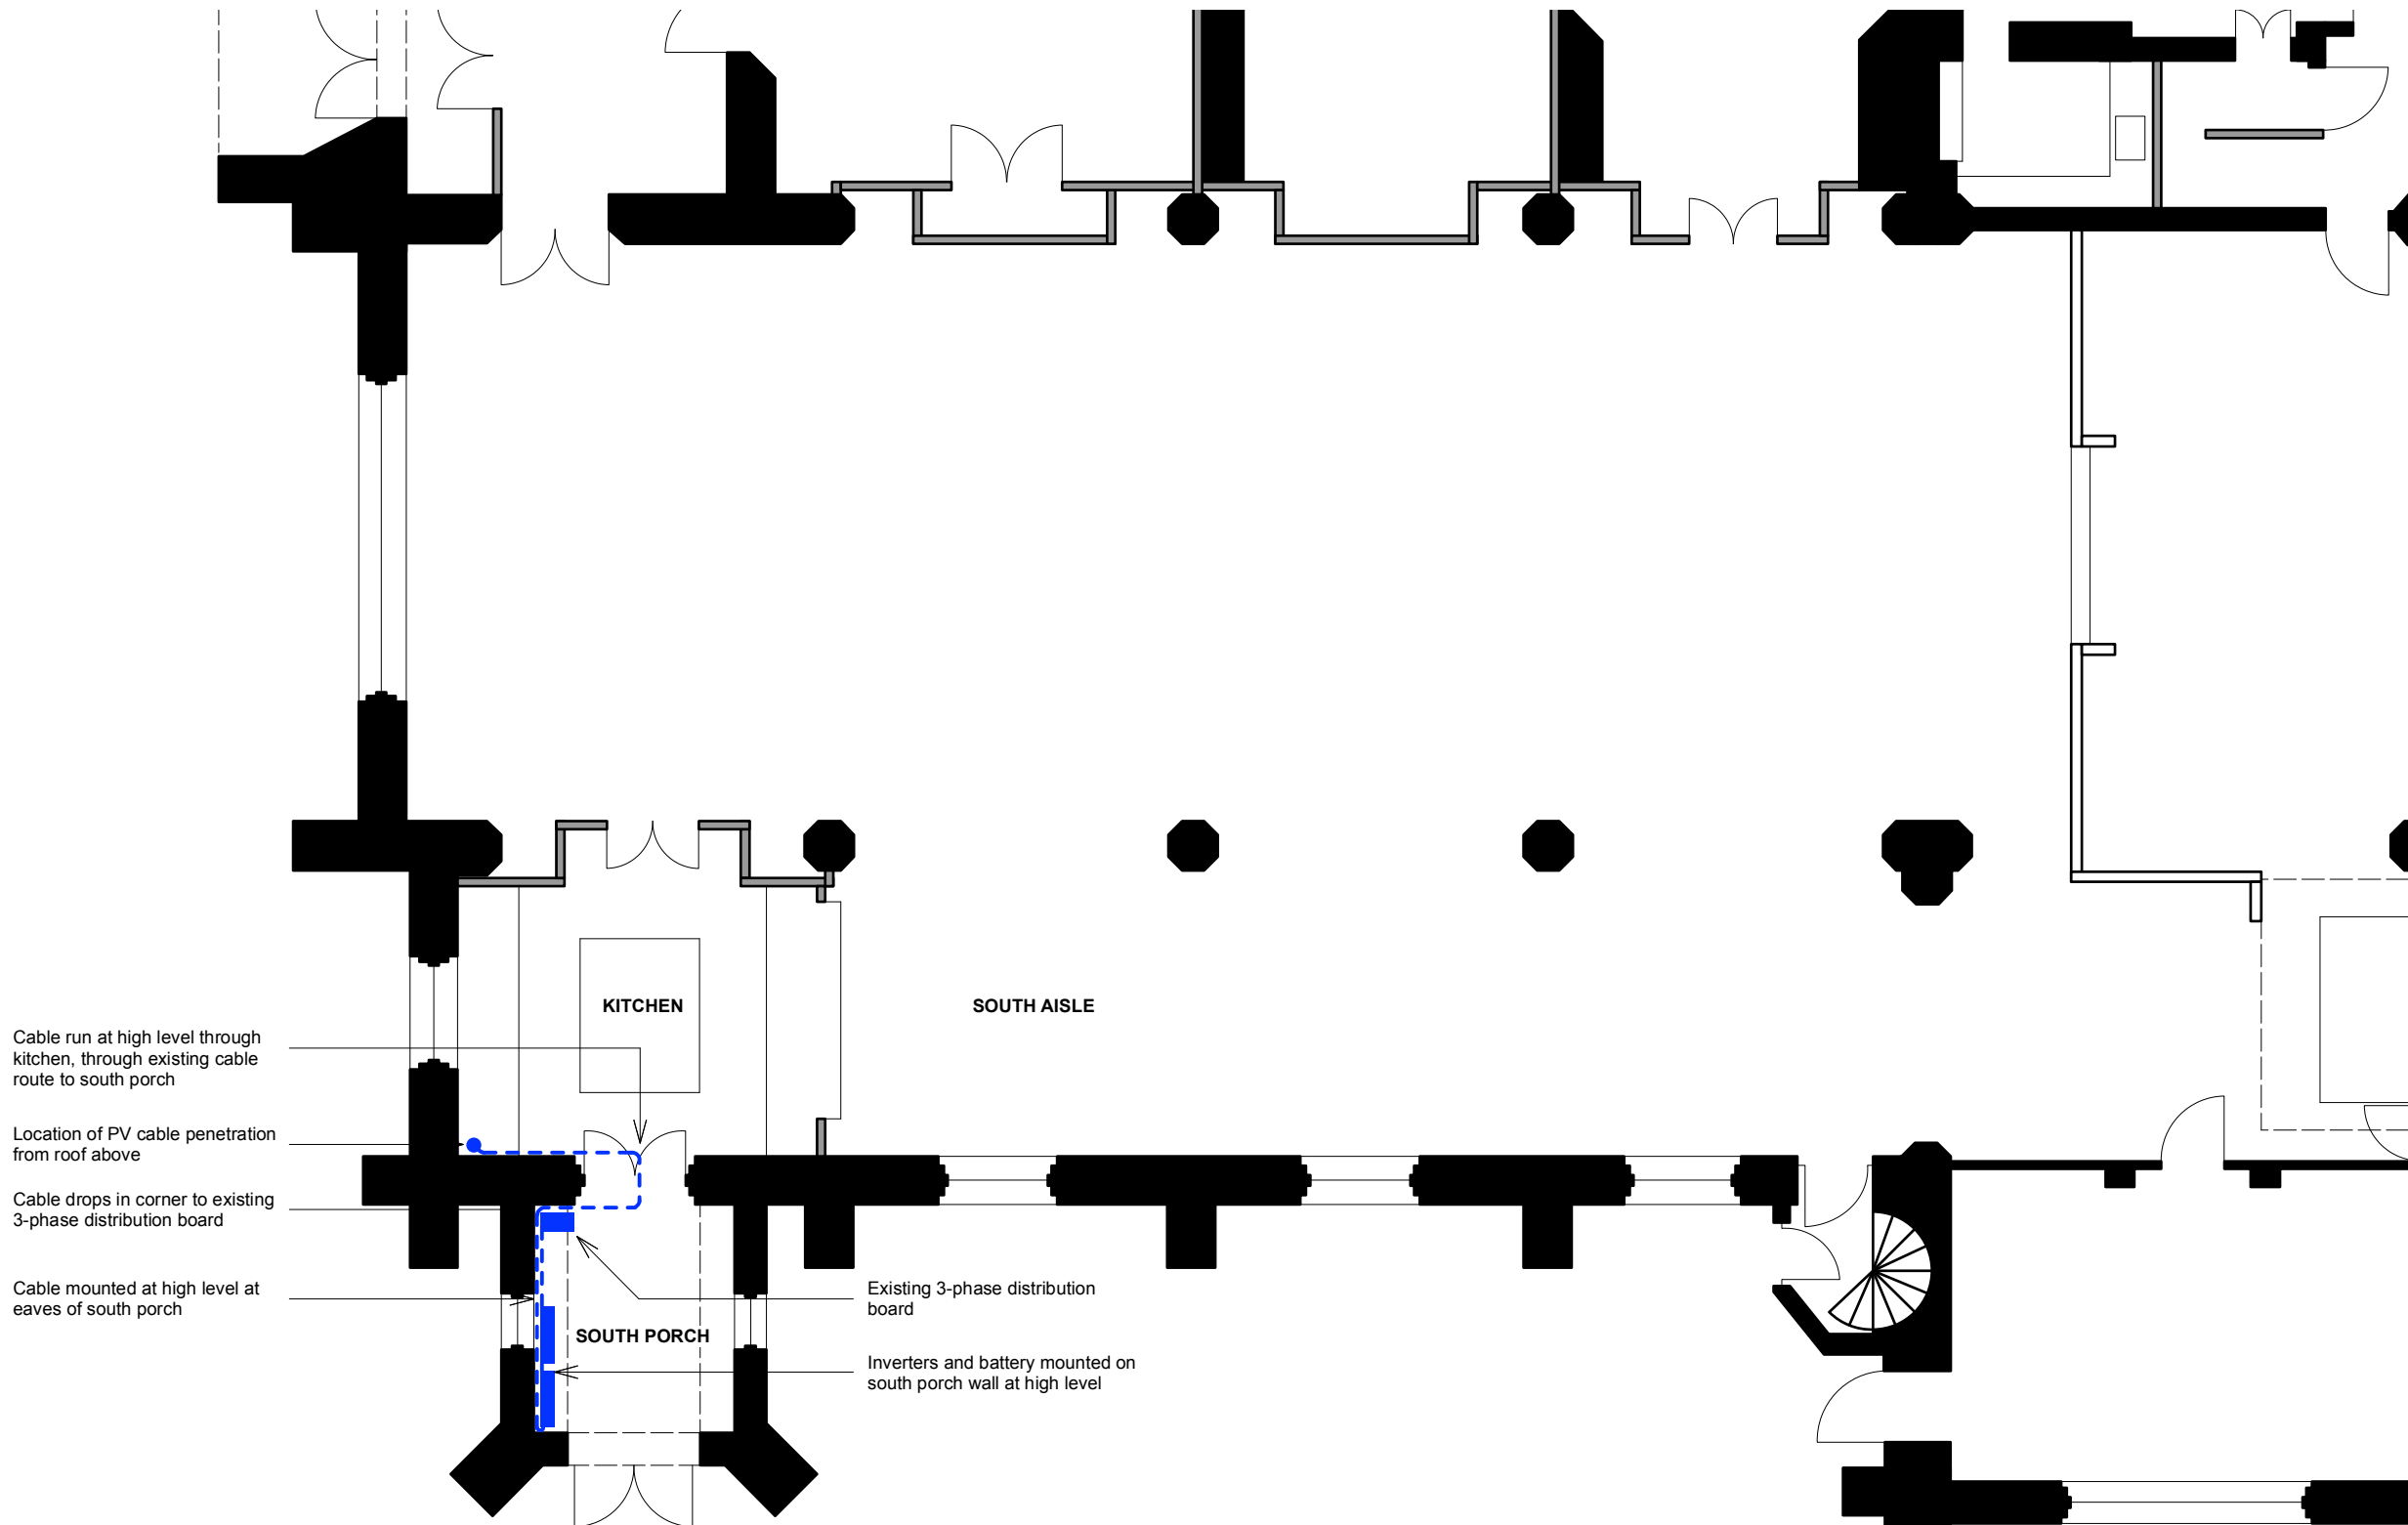 KITCHEN
SOUTH AISLE
Cable run at high level through
kitchen, through existing cable
route to south porch
Location of PV cable penetration
from roof above
Cable drops in corner to existing
3-phase distribution board
Cable mounted at high level at
eaves of south porch
Existing 3-phase distribution
board
SOUTH PORCH
Inverters and battery mounted on
south porch wall at high level